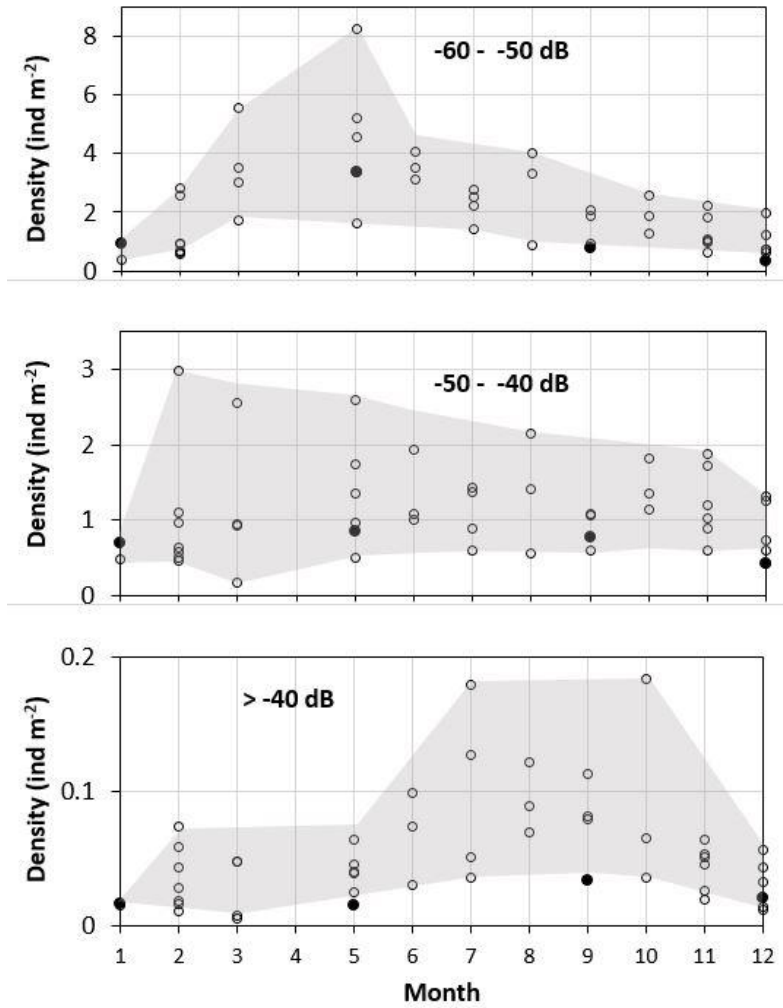 -60 - -50 dB
Density (ind m-2)
8
6
4
2
0
-50 - -40 dB
Density (ind m-2)
3
2
1
0
> -40 dB
Density (ind m-2)
0.2
0.1
0
1 2 3 4 5 6 7 8 9 10 11 12
Month